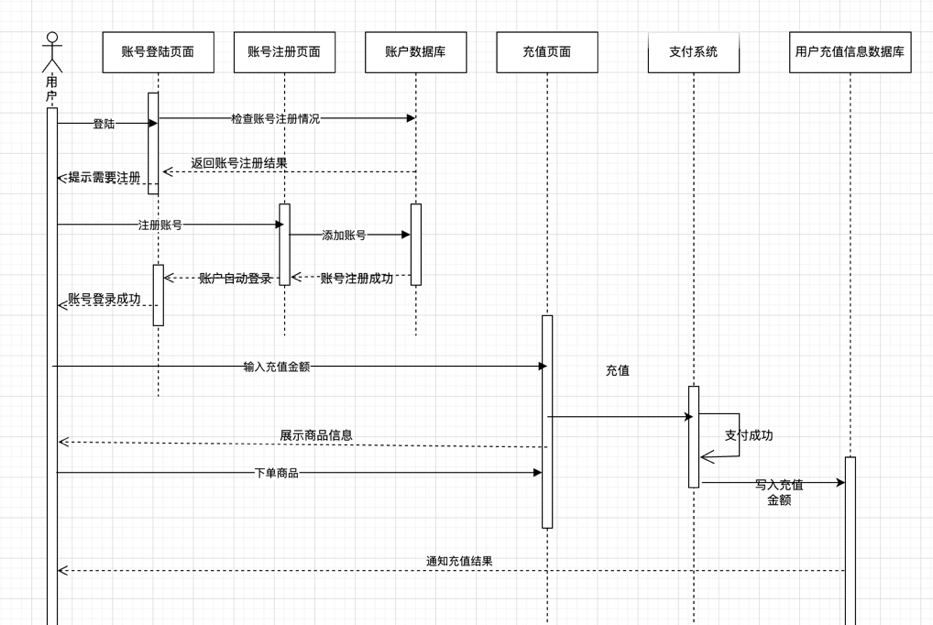 用
户
账号登陆页面
账号注册页面
账户数据库
充值页面
支付系统
用户充值信息数据库
登陆
检查账号注册情况
返回账号注册结果
提示需要注册
注册账号
添加账号
账户自动登录
账号注册成功
账号登录成功
输入充值金额
充值
展示商品信息
支付成功
下单商品
写入充值
金额
通知充值结果